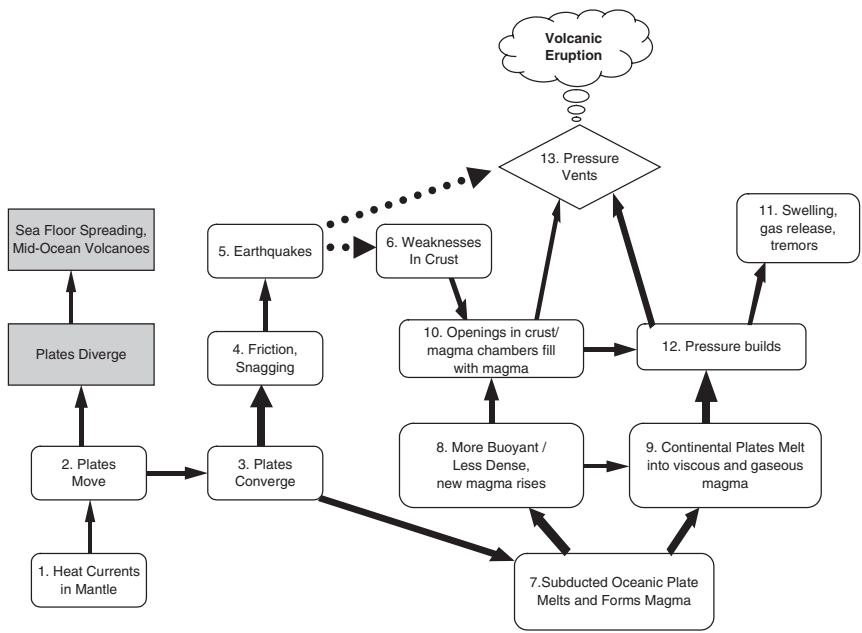 Volcanic
Eruption
13. Pressure
Vents
11. Swelling,
gas release,
tremors
Sea Floor Spreading,
Mid-Ocean Volcanoes
5. Earthquakes
6. Weaknesses
In Crust
Plates Diverge
4. Friction,
Snagging
10. Openings in crust/
magma chambers fill
with magma
12. Pressure builds
2. Plates
Move
3. Plates
Converge
8. More Buoyant /
Less Dense,
new magma rises
9. Continental Plates Melt
into viscous and gaseous
magma
1. Heat Currents
in Mantle
7.Subducted Oceanic Plate
Melts and Forms Magma